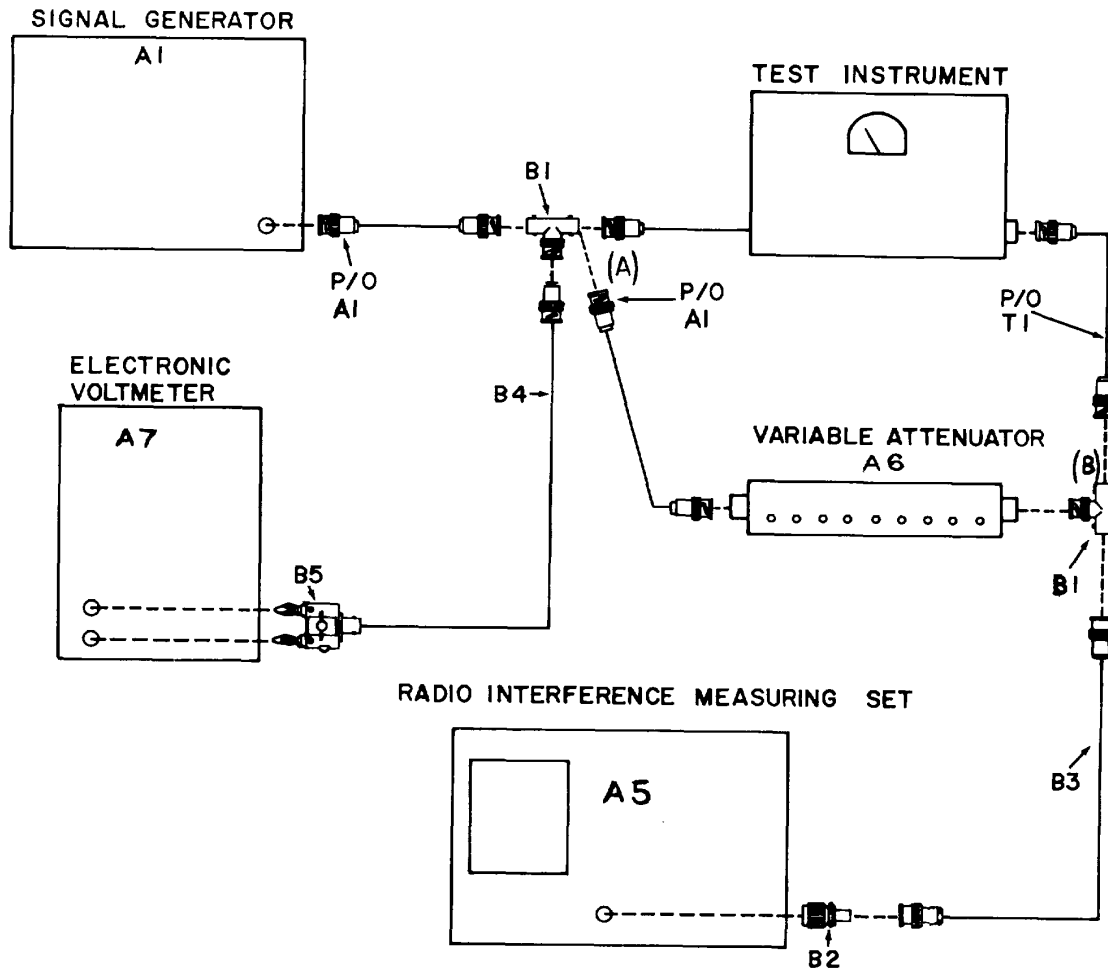 SIGNAL GENERATOR
A1
TEST INSTRUMENT
B1
(A)
P/O
A1
P/O
A1
P/O
T1
ELECTRONIC
VOLTMETER
A7
B4
VARIABLE ATTENUATOR
A6
(B)
B5
B1
RADIO INTERFERENCE MEASURING SET
A5
B3
B2